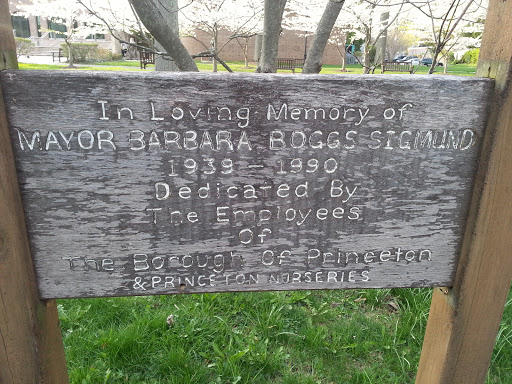 In Loving Memory of
MAYOR BARBARA BOGGS SIGMUND
1939 – 1990
Dedicated By
The Employees
Of
The Borough Of Princeton
& PRINCETON NURSERIES